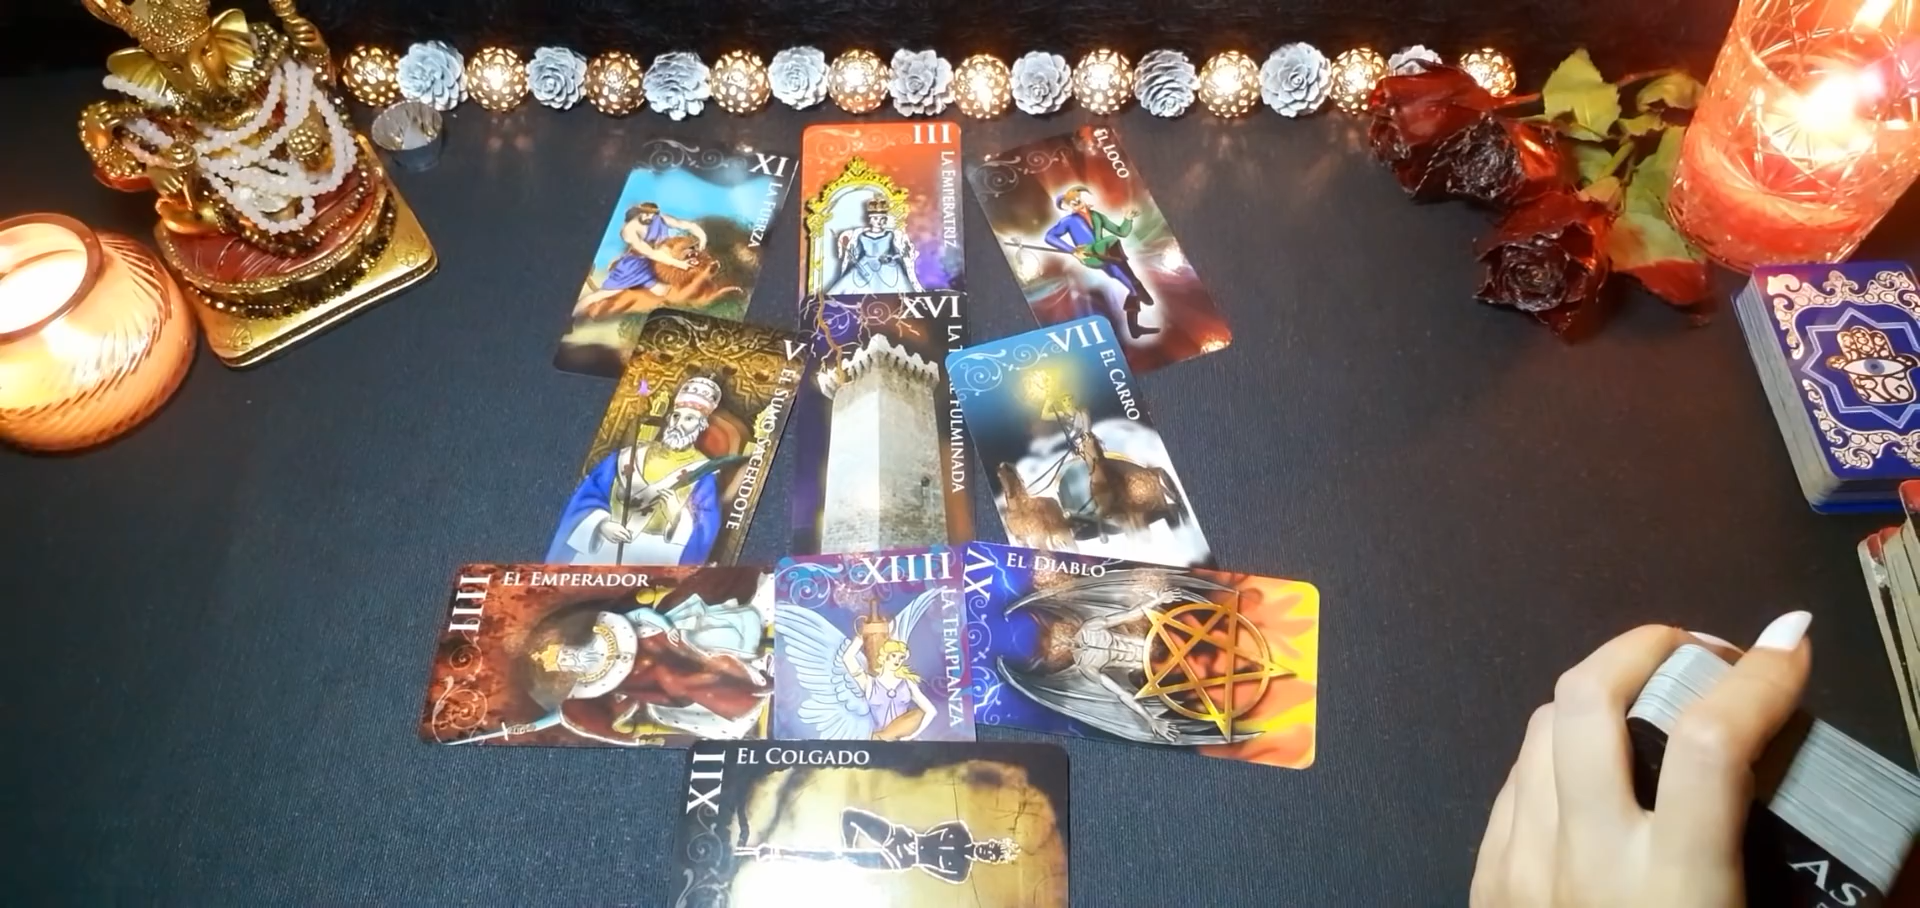 XI
LA FUERZA
III
LA EMPERATRIZ
EL LOCO
V
EL SUMO SACERDOTE
XVI
FULMINADA
VII
EL CARRO
IIII
EL EMPERADOR
XIIII
LA TEMPLANZA
XV
EL DIABLO
XII
EL COLGADO
AS